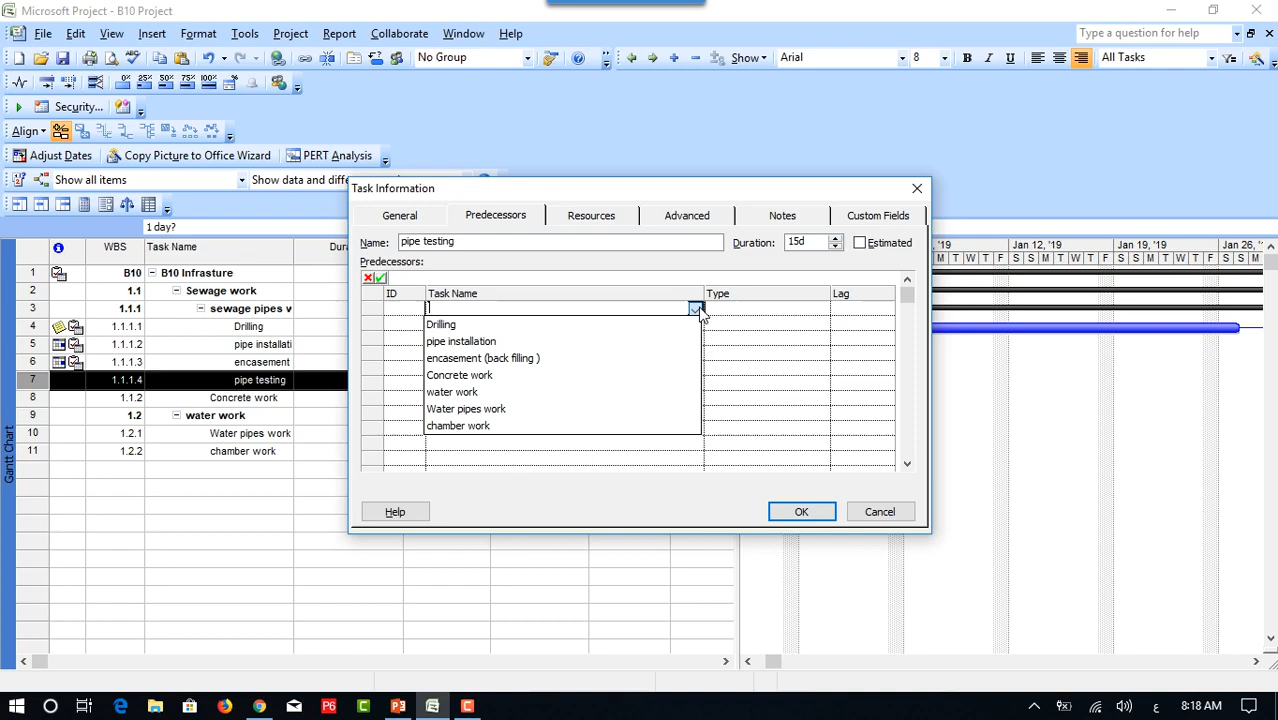 Microsoft Project - B10 Project
File Edit View Insert Format Tools Project Report Collaborate Window Help
Type a question for help
No Group
Show
Arial
8
B I U
All Tasks
0% 25% 50% 75% 100%
Security...
Align
Adjust Dates Copy Picture to Office Wizard PERT Analysis
Show all items
1 day?
WBS Task Name
1 B10 B10 Infrasture
2 1.1 Sewage work
3 1.1.1 sewage pipes v
4 1.1.1.1 Drilling
5 1.1.1.2 pipe installati
6 1.1.1.3 encasement
7 1.1.1.4 pipe testing
8 1.1.2 Concrete work
9 1.2 water work
10 1.2.1 Water pipes work
11 1.2.2 chamber work
Gantt Chart
Task Information
General Predecessors Resources Advanced Notes Custom Fields
Name: pipe testing Duration: 15d Estimated
Predecessors:
ID Task Name Type Lag
Drilling
pipe installation
encasement (back filling )
Concrete work
water work
Water pipes work
chamber work
Help OK Cancel
'19 Jan 12, '19 Jan 19, '19 Jan 26, '19
M T W T F S S M T W T F S S M T W T F S S M T
P6
ع 8:18 AM